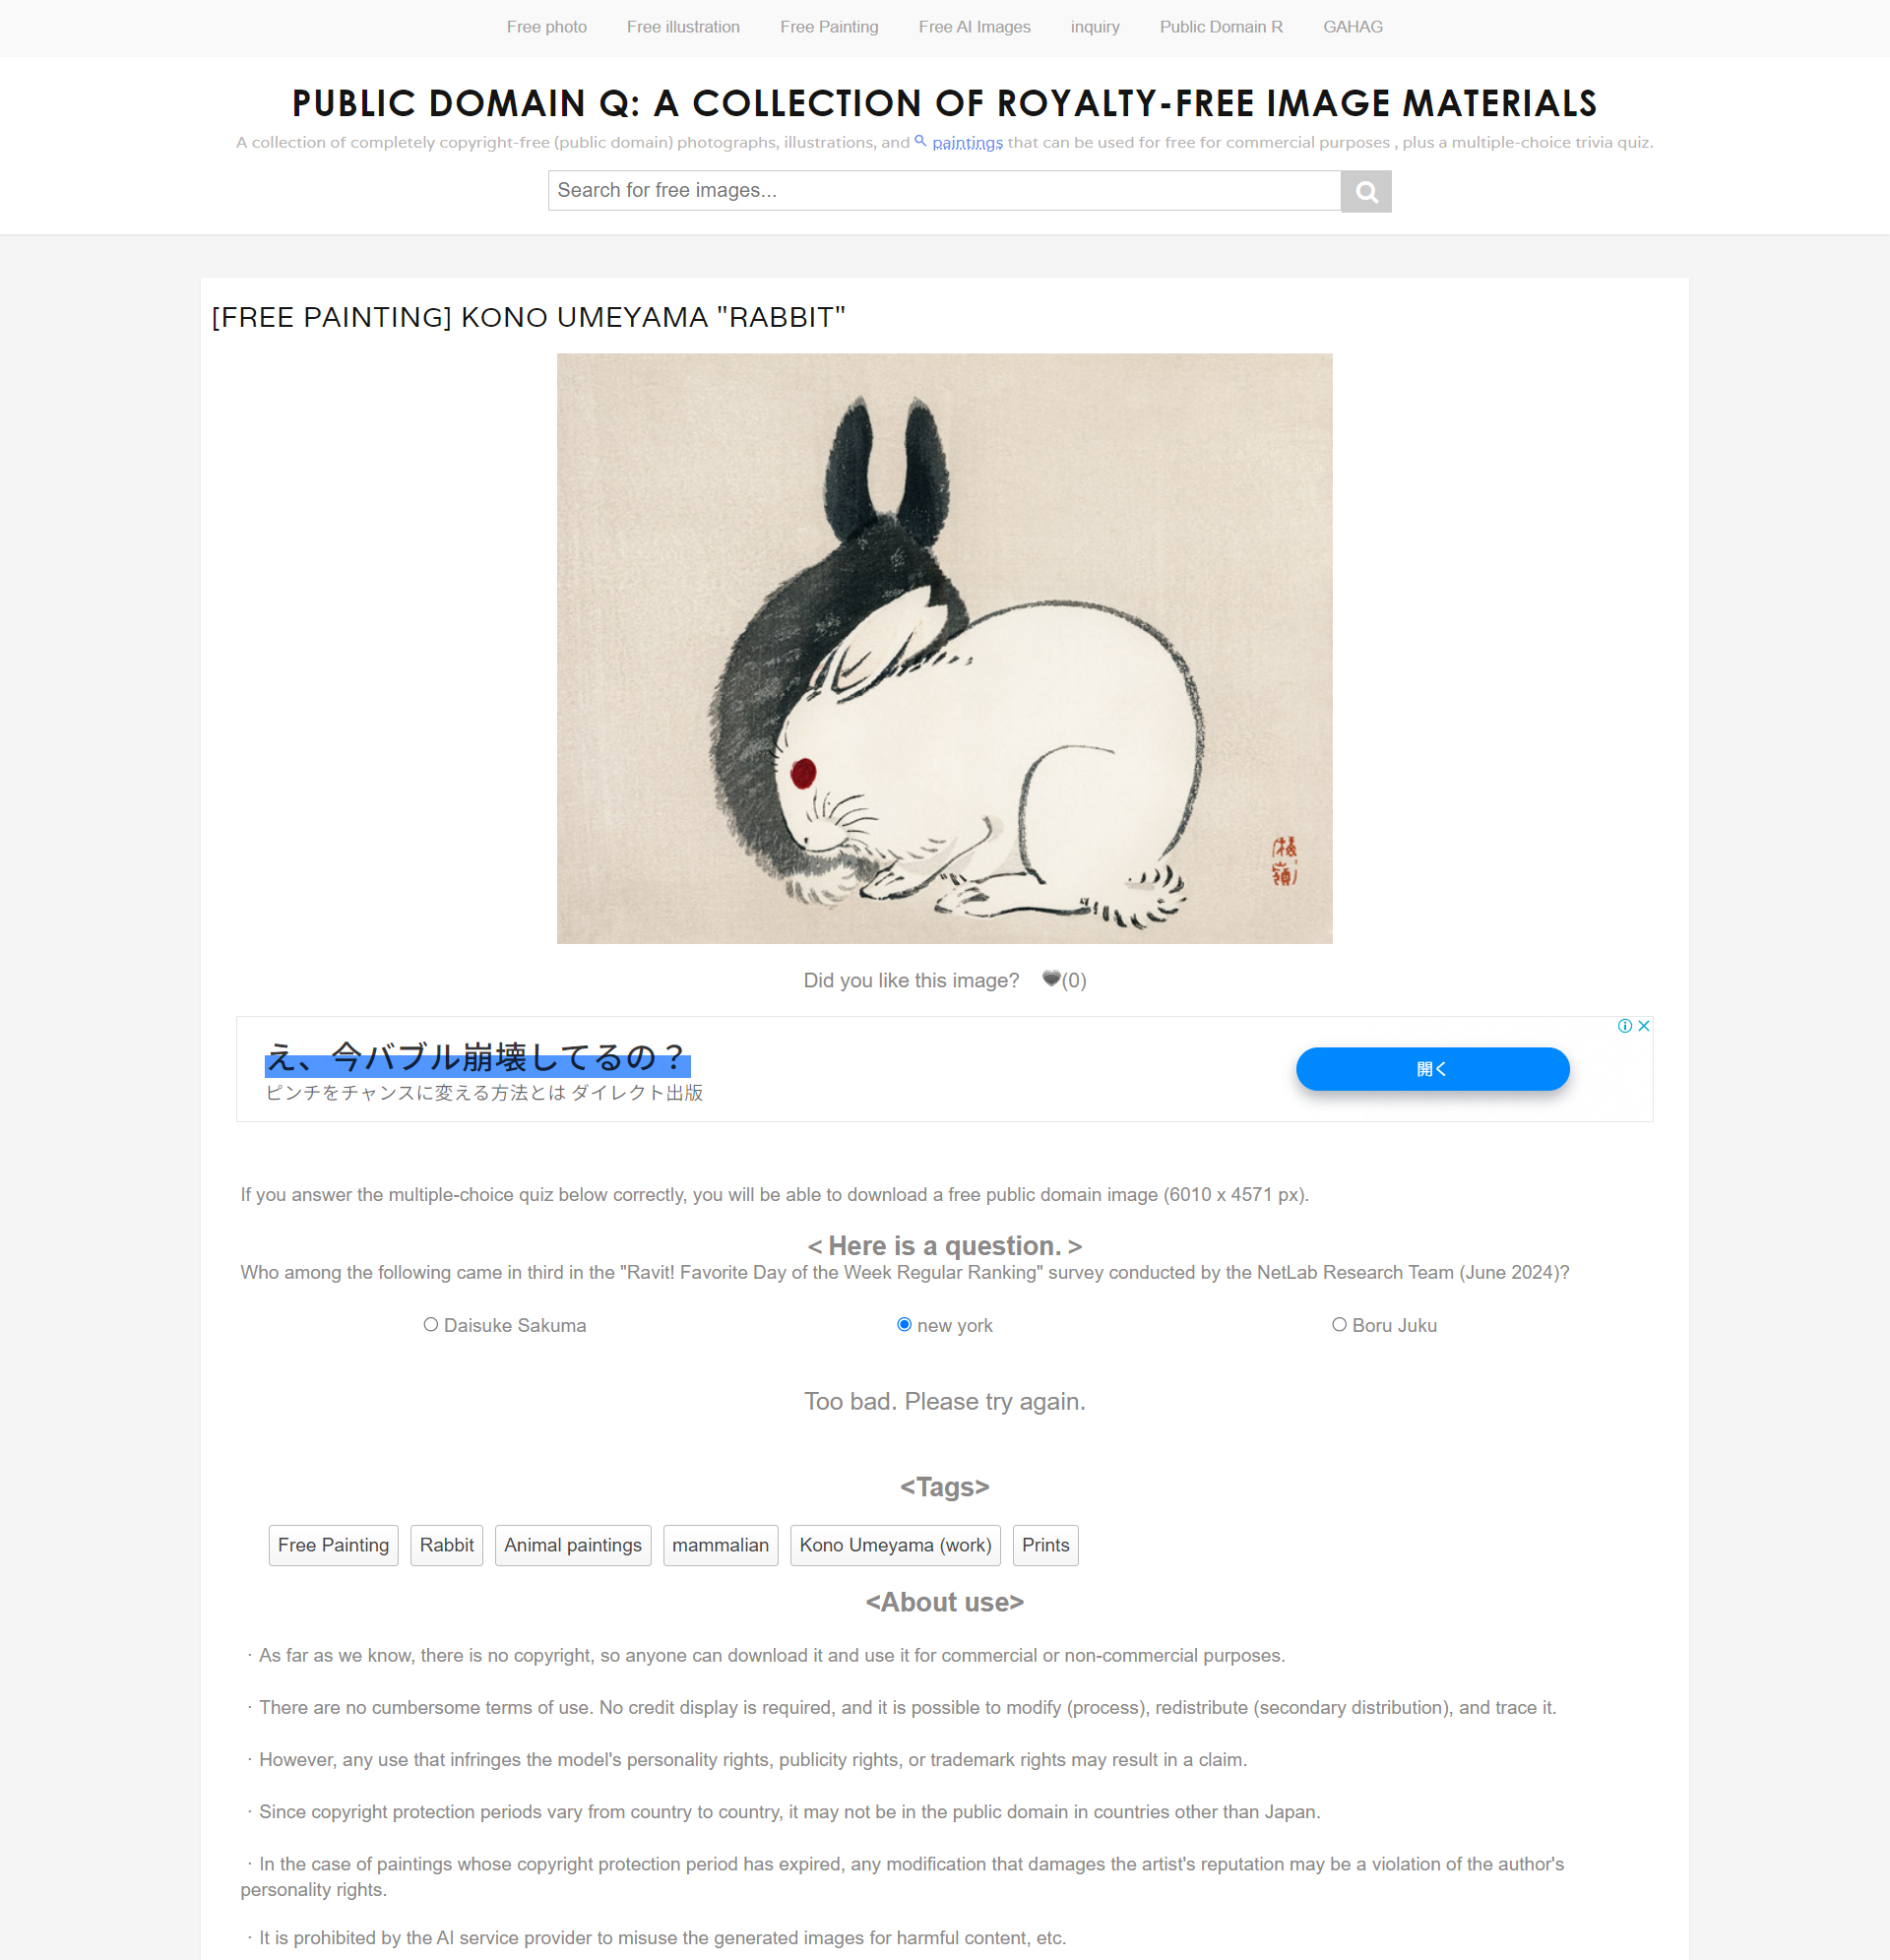 Free photo Free illustration Free Painting Free AI Images inquiry Public Domain R GAHAG
PUBLIC DOMAIN Q: A COLLECTION OF ROYALTY-FREE IMAGE MATERIALS
A collection of completely copyright-free (public domain) photographs, illustrations, and paintings that can be used for free for commercial purposes , plus a multiple-choice trivia quiz.
Search for free images...
[FREE PAINTING] KONO UMEYAMA "RABBIT"
楳嶺
Did you like this image? (0)
え、今バブル崩壊してるの？
ピンチをチャンスに変える方法とは ダイレクト出版
開く
If you answer the multiple-choice quiz below correctly, you will be able to download a free public domain image (6010 x 4571 px).
< Here is a question. >
Who among the following came in third in the "Ravit! Favorite Day of the Week Regular Ranking" survey conducted by the NetLab Research Team (June 2024)?
Daisuke Sakuma new york Boru Juku
Too bad. Please try again.
<Tags>
Free Painting Rabbit Animal paintings mammalian Kono Umeyama (work) Prints
<About use>
・As far as we know, there is no copyright, so anyone can download it and use it for commercial or non-commercial purposes.
・There are no cumbersome terms of use. No credit display is required, and it is possible to modify (process), redistribute (secondary distribution), and trace it.
・However, any use that infringes the model's personality rights, publicity rights, or trademark rights may result in a claim.
・Since copyright protection periods vary from country to country, it may not be in the public domain in countries other than Japan.
・In the case of paintings whose copyright protection period has expired, any modification that damages the artist's reputation may be a violation of the author's
personality rights.
・It is prohibited by the AI service provider to misuse the generated images for harmful content, etc.